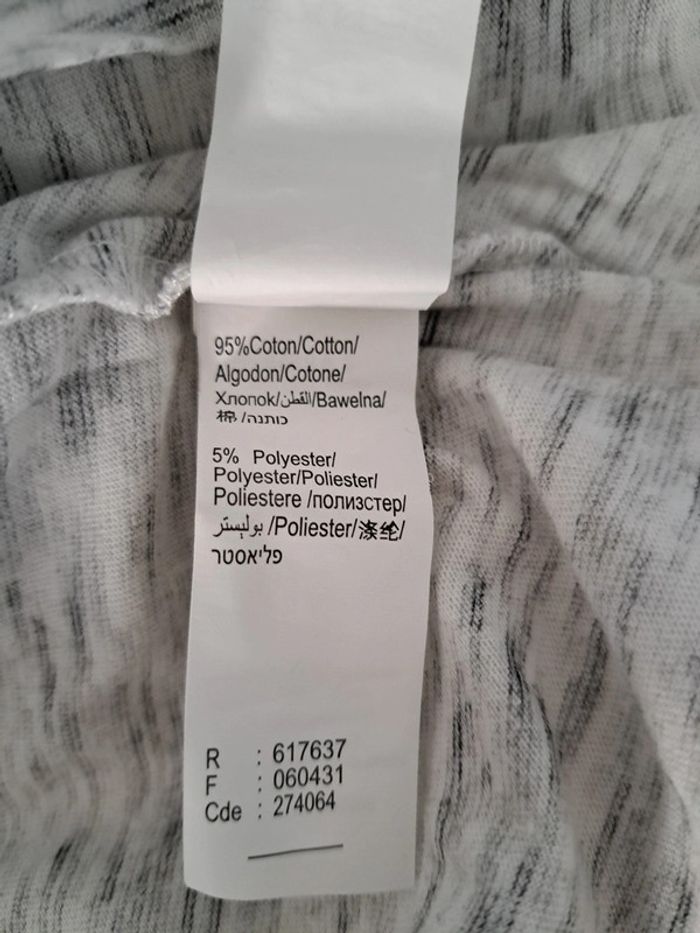 95%Coton/Cotton/
Algodon/Cotone/
Хлопок/القطن/Bawelna/
棉 /כותנה
5% Polyester/
Polyester/Poliester/
Poliestere /полиэстер/
بوليستر /Poliester/涤纶/
פליאסטר
R : 617637
F : 060431
Cde : 274064